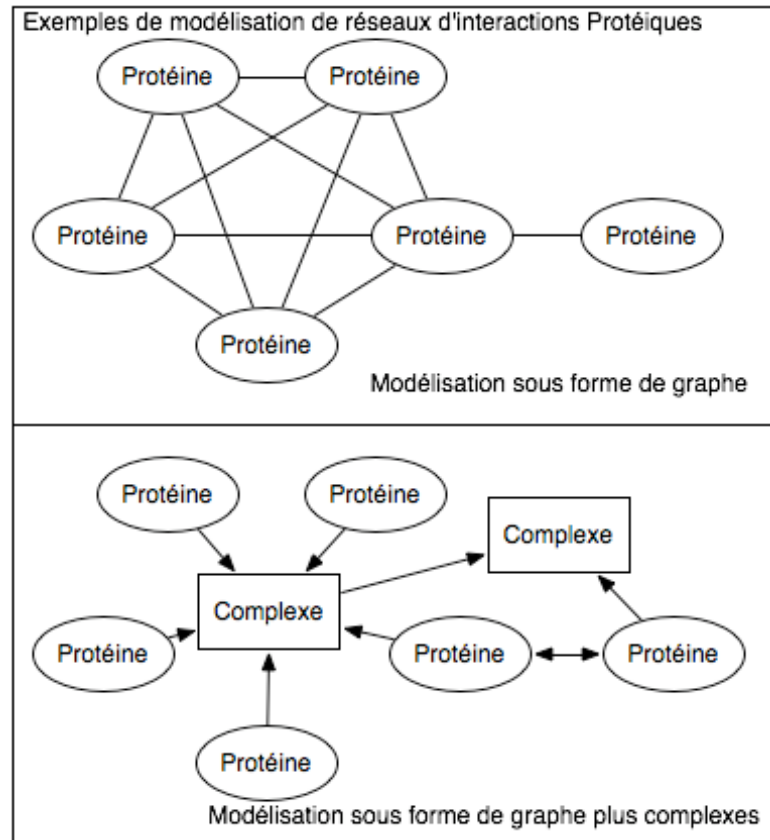 Exemples de modélisation de réseaux d'interactions Protéiques
Protéine
Protéine
Protéine
Protéine
Protéine
Protéine
Modélisation sous forme de graphe
Protéine
Protéine
Complexe
Complexe
Protéine
Protéine
Protéine
Protéine
Modélisation sous forme de graphe plus complexes